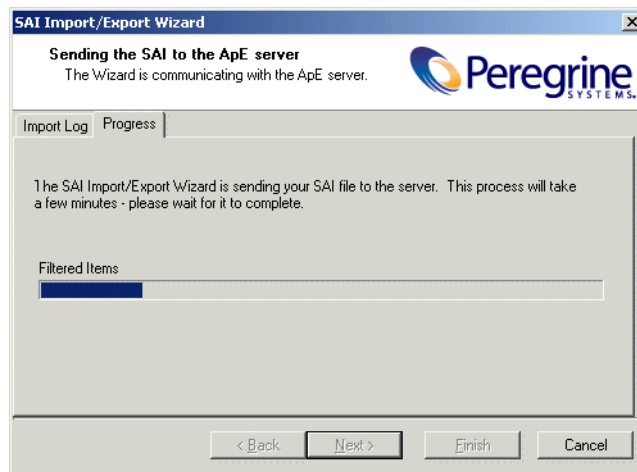 SAI Import/Export Wizard
Sending the SAI to the ApE server
The Wizard is communicating with the ApE server.
Peregrine
SYSTEMS
Import Log Progress
The SAI Import/Export Wizard is sending your SAI file to the server. This process will take
a few minutes - please wait for it to complete.
Filtered Items
< Back Next > Finish Cancel